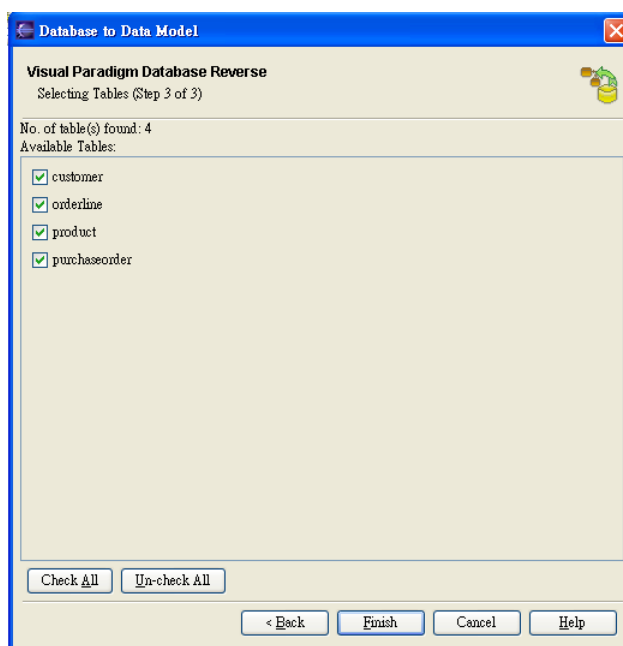 Database to Data Model
Visual Paradigm Database Reverse
Selecting Tables (Step 3 of 3)
No. of table(s) found: 4
Available Tables:
customer
orderline
product
purchaseorder
Check All Un-check All
< Back Finish Cancel Help